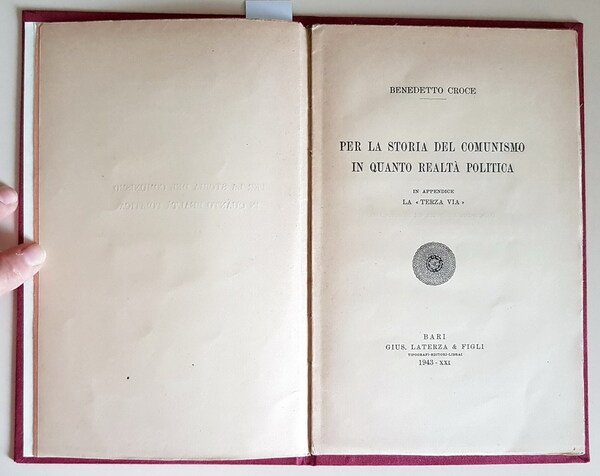 BENEDETTO CROCE
PER LA STORIA DEL COMUNISMO
IN QUANTO REALTÀ POLITICA
IN APPENDICE
LA «TERZA VIA»
BARI
GIUS. LATERZA & FIGLI
TIPOGRAFI-EDITORI-LIBRAI
1943-XXI